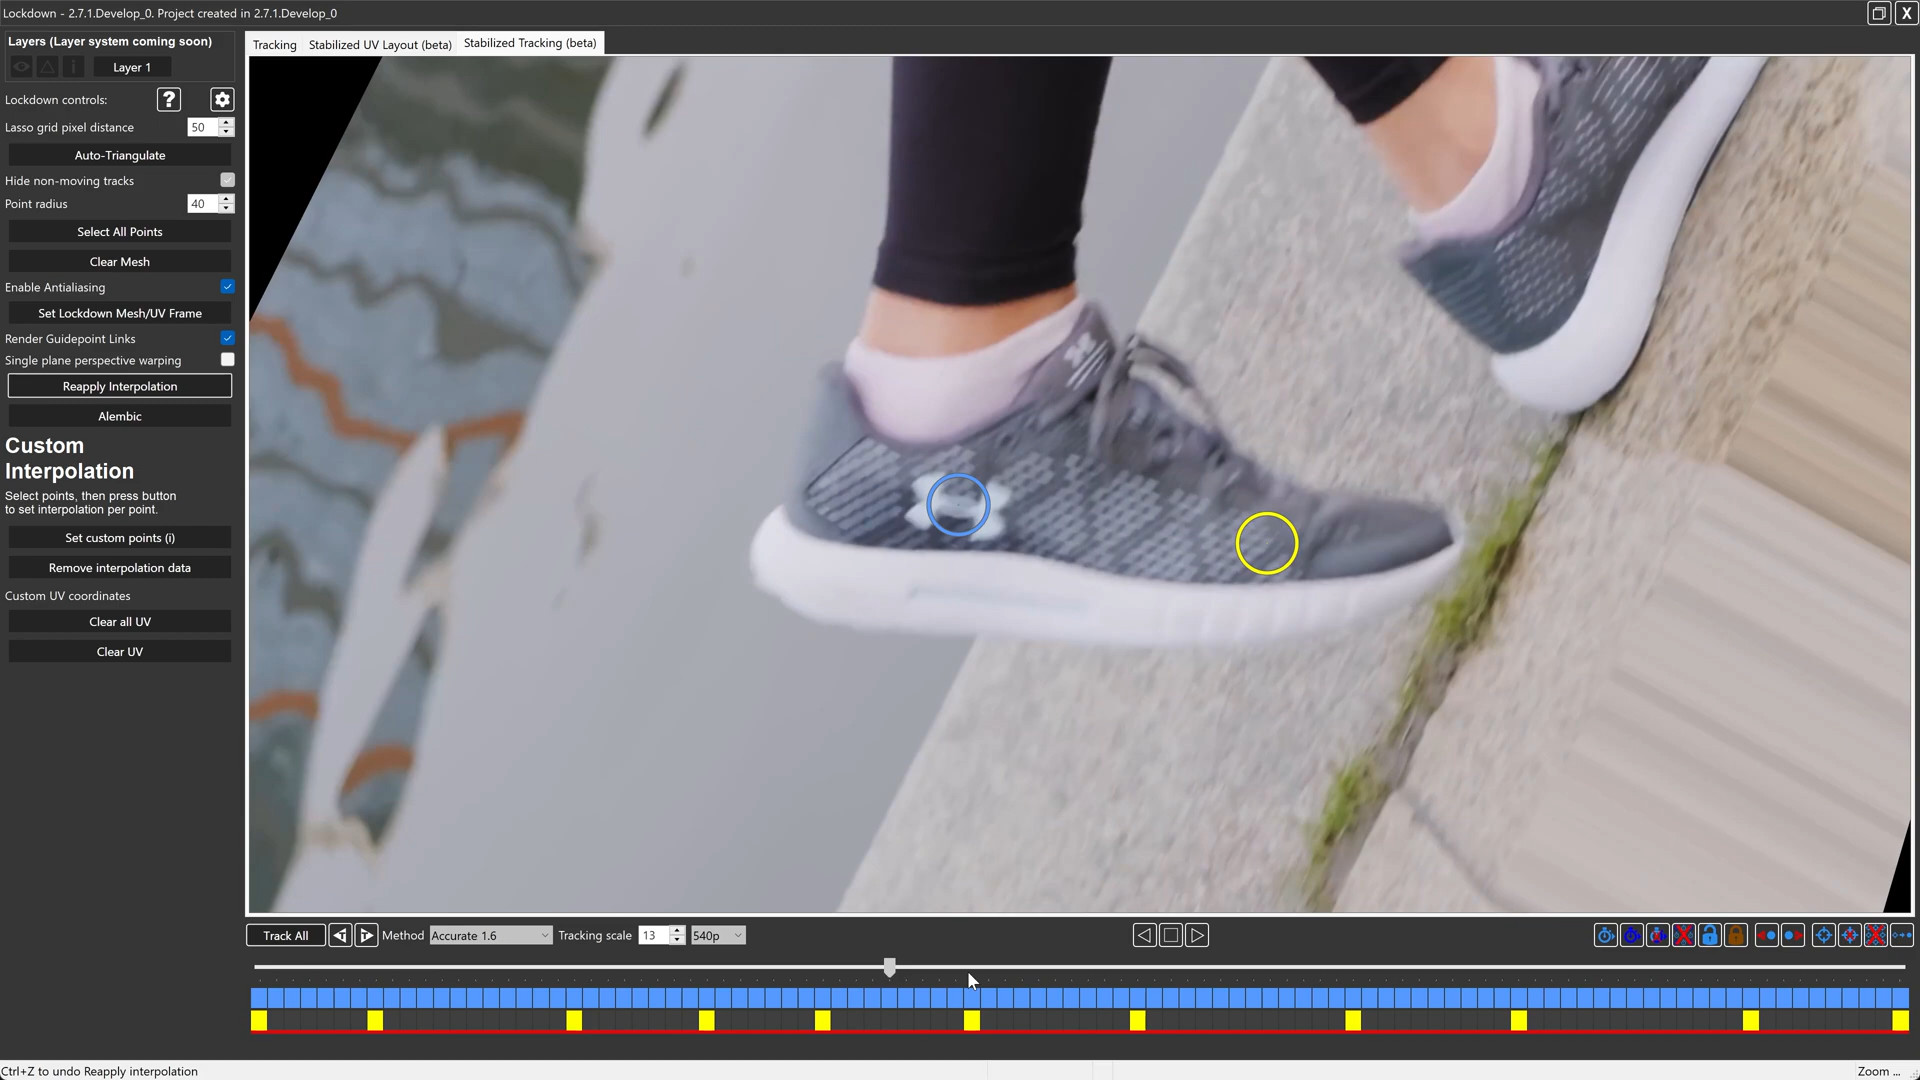 Lockdown - 2.7.1.Develop_0. Project created in 2.7.1.Develop_0
X
Layers (Layer system coming soon)
Layer 1
Lockdown controls:
?
Lasso grid pixel distance
50
Auto-Triangulate
Hide non-moving tracks
Point radius
40
Select All Points
Clear Mesh
Enable Antialiasing
Set Lockdown Mesh/UV Frame
Render Guidepoint Links
Single plane perspective warping
Reapply Interpolation
Alembic
Custom
Interpolation
Select points, then press button
to set interpolation per point.
Set custom points (i)
Remove interpolation data
Custom UV coordinates
Clear all UV
Clear UV
Tracking
Stabilized UV Layout (beta)
Stabilized Tracking (beta)
Track All
Method
Accurate 1.6
Tracking scale
13
540p
Ctrl+Z to undo Reapply interpolation
Zoom ...